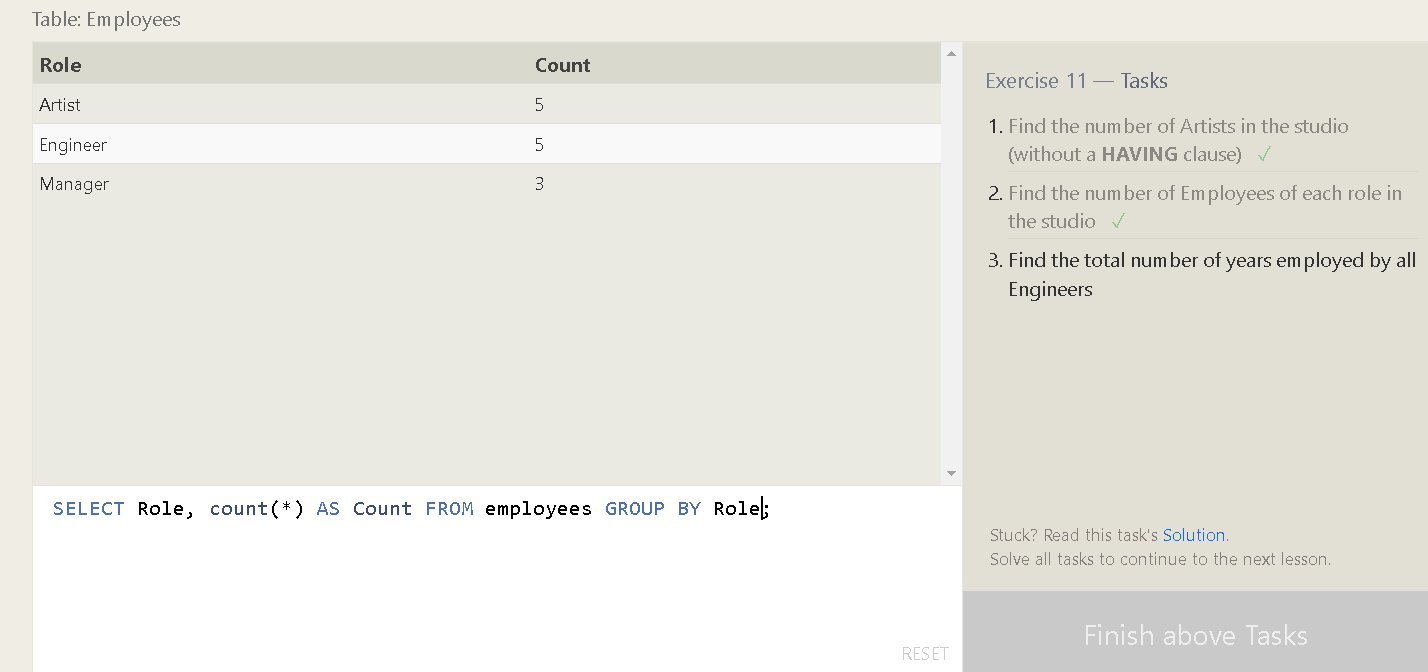 Table: Employees
Role Count
Artist 5
Engineer 5
Manager 3
SELECT Role, count(*) AS Count FROM employees GROUP BY Role;
RESET
Exercise 11 — Tasks
1. Find the number of Artists in the studio
(without a HAVING clause) ✓
2. Find the number of Employees of each role in
the studio ✓
3. Find the total number of years employed by all
Engineers
Stuck? Read this task's Solution.
Solve all tasks to continue to the next lesson.
Finish above Tasks